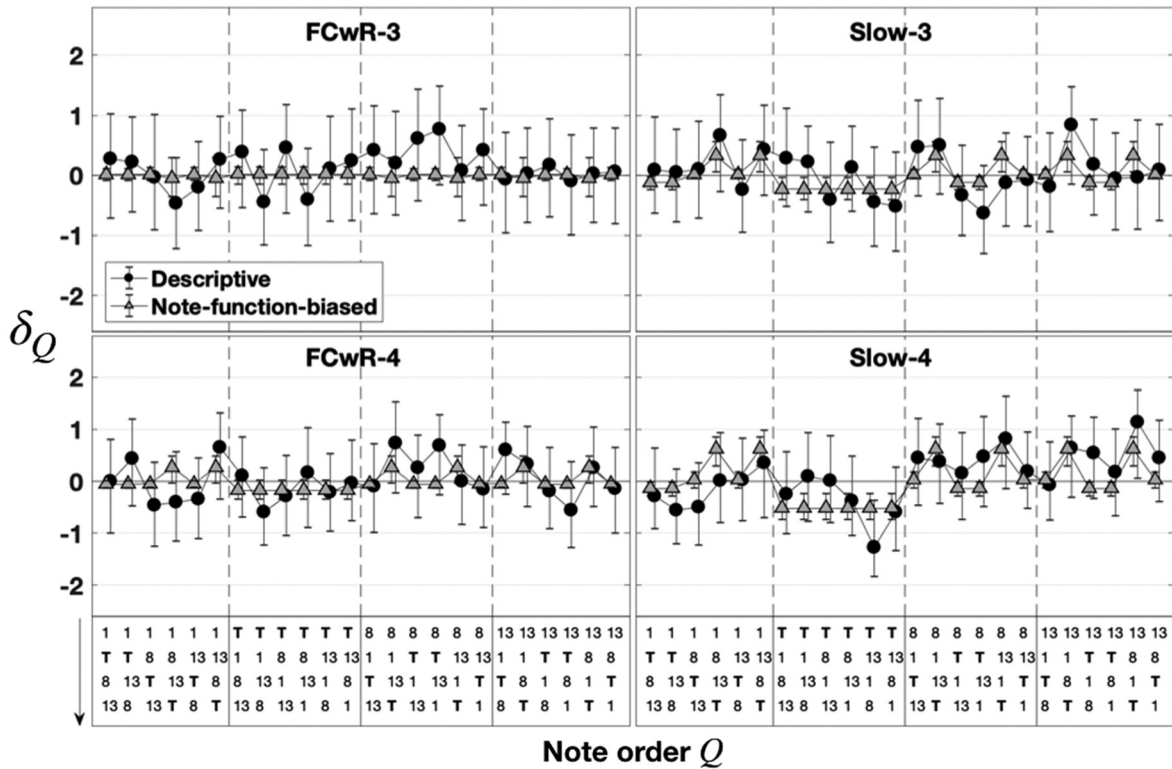 FCwR-3 Slow-3
2 1 0 -1 -2
Descriptive
Note-function-biased
δQ
FCwR-4 Slow-4
2 1 0 -1 -2
1 1 1 1 1 1 T T T T T T 8 8 8 8 8 8 13 13 13 13 13 13 1 1 1 1 1 1 T T T T T T 8 8 8 8 8 8 13 13 13 13 13 13
T T 8 8 13 13 1 1 8 8 13 13 1 1 T T 13 13 1 1 T T 8 8 T T 8 8 13 13 1 1 8 8 13 13 1 1 T T 13 13 1 1 T T 8 8
8 13 T 13 T 8 8 13 1 13 1 8 T 13 1 13 1 T T 8 1 8 1 T 8 13 T 13 T 8 8 13 1 13 1 8 T 13 1 13 1 T T 8 1 8 1 T
13 8 13 T 8 T 13 8 13 1 8 1 13 T 13 1 T 1 8 T 8 1 T 1 13 8 13 T 8 T 13 8 13 1 8 1 13 T 13 1 T 1 8 T 8 1 T 1
Note order Q